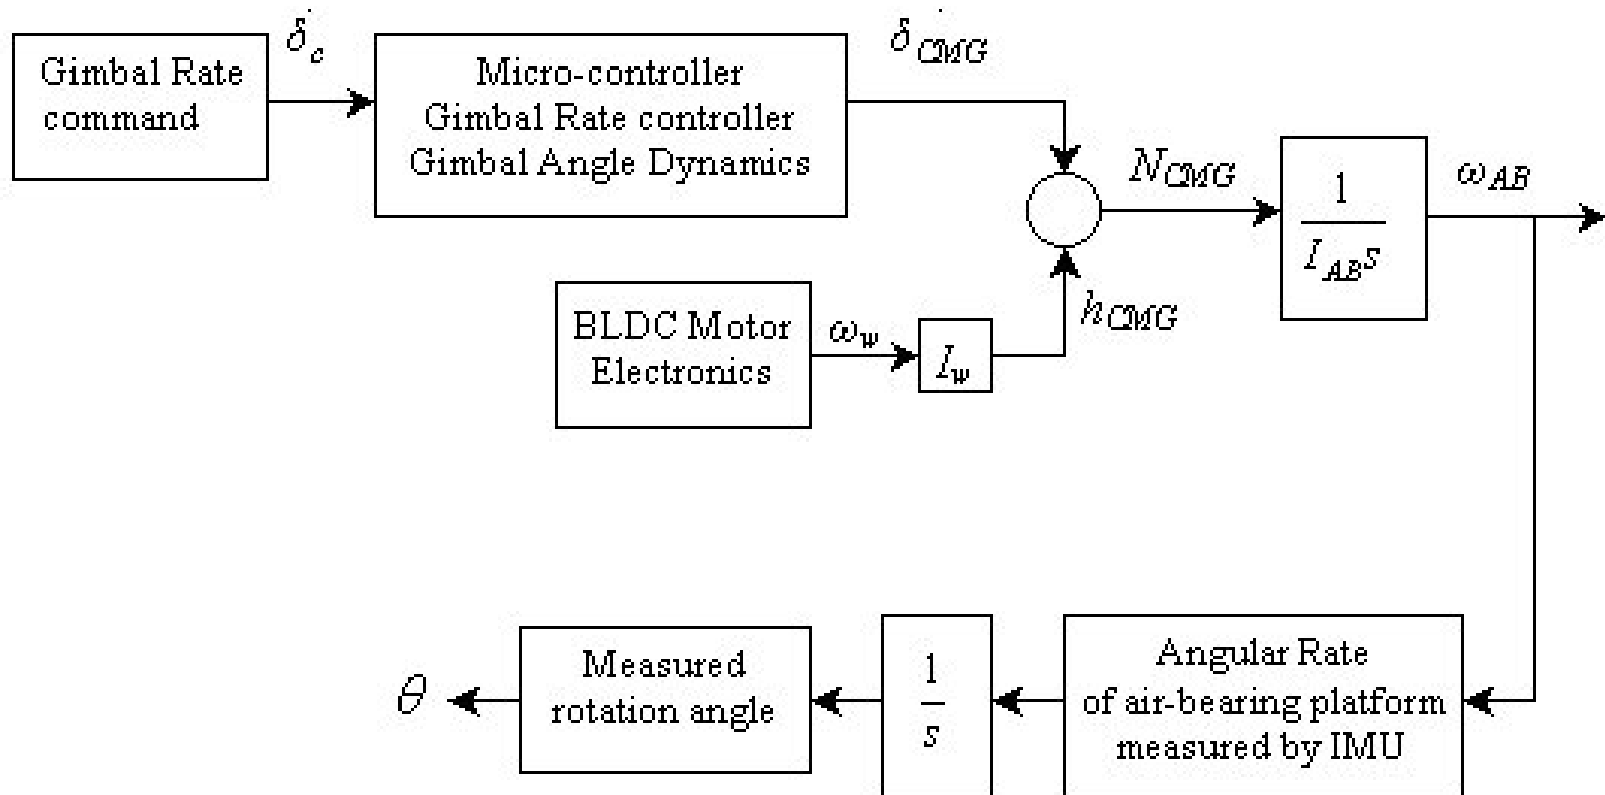 Gimbal Rate
command
δ̇c
Micro-controller
Gimbal Rate controller
Gimbal Angle Dynamics
δ̇CMG
NCMG
1
IABs
ωAB
BLDC Motor
Electronics
ωw
Iw
hCMG
θ
Measured
rotation angle
1
s
Angular Rate
of air-bearing platform
measured by IMU